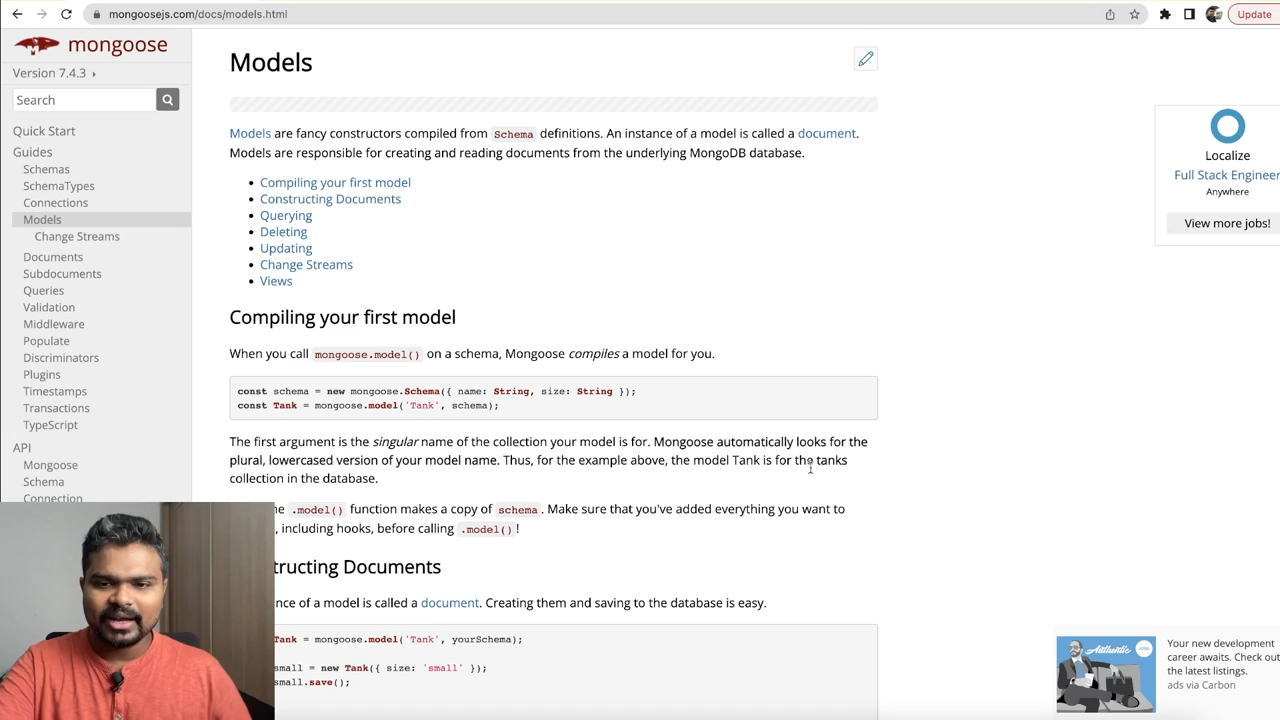 mongoosejs.com/docs/models.html
Update
mongoose
Version 7.4.3
Search
Quick Start
Guides
Schemas
SchemaTypes
Connections
Models
Change Streams
Documents
Subdocuments
Queries
Validation
Middleware
Populate
Discriminators
Plugins
Timestamps
Transactions
TypeScript
API
Mongoose
Schema
Connection
Models
Models are fancy constructors compiled from Schema definitions. An instance of a model is called a document.
Models are responsible for creating and reading documents from the underlying MongoDB database.
Compiling your first model
Constructing Documents
Querying
Deleting
Updating
Change Streams
Views
Compiling your first model
When you call mongoose.model() on a schema, Mongoose compiles a model for you.
const schema = new mongoose.Schema({ name: String, size: String });
const Tank = mongoose.model('Tank', schema);
The first argument is the singular name of the collection your model is for. Mongoose automatically looks for the
plural, lowercased version of your model name. Thus, for the example above, the model Tank is for the tanks
collection in the database.
.model() function makes a copy of schema. Make sure that you've added everything you want to
, including hooks, before calling .model()!
tructing Documents
nce of a model is called a document. Creating them and saving to the database is easy.
Tank = mongoose.model('Tank', yourSchema);
small = new Tank({ size: 'small' });
small.save();
Localize
Full Stack Engineer
Anywhere
View more jobs!
Authentic
Your new development
career awaits. Check out
the latest listings.
ads via Carbon